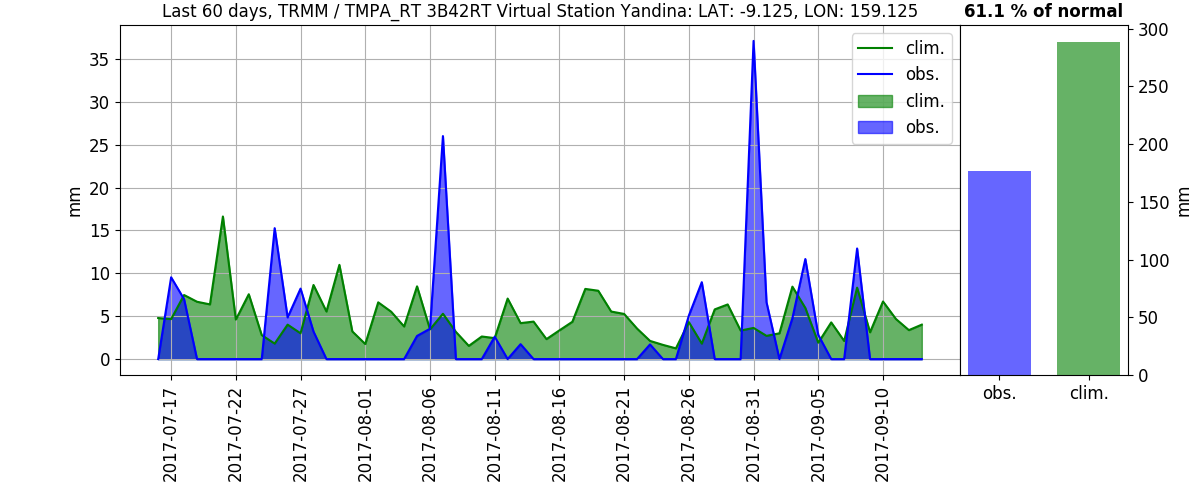 Last 60 days, TRMM / TMPA_RT 3B42RT Virtual Station Yandina: LAT: -9.125, LON: 159.125
61.1 % of normal
clim.
obs.
clim.
obs.
mm
35
30
25
20
15
10
5
0
2017-07-17
2017-07-22
2017-07-27
2017-08-01
2017-08-06
2017-08-11
2017-08-16
2017-08-21
2017-08-26
2017-08-31
2017-09-05
2017-09-10
300
250
200
150
100
50
0
mm
obs.
clim.